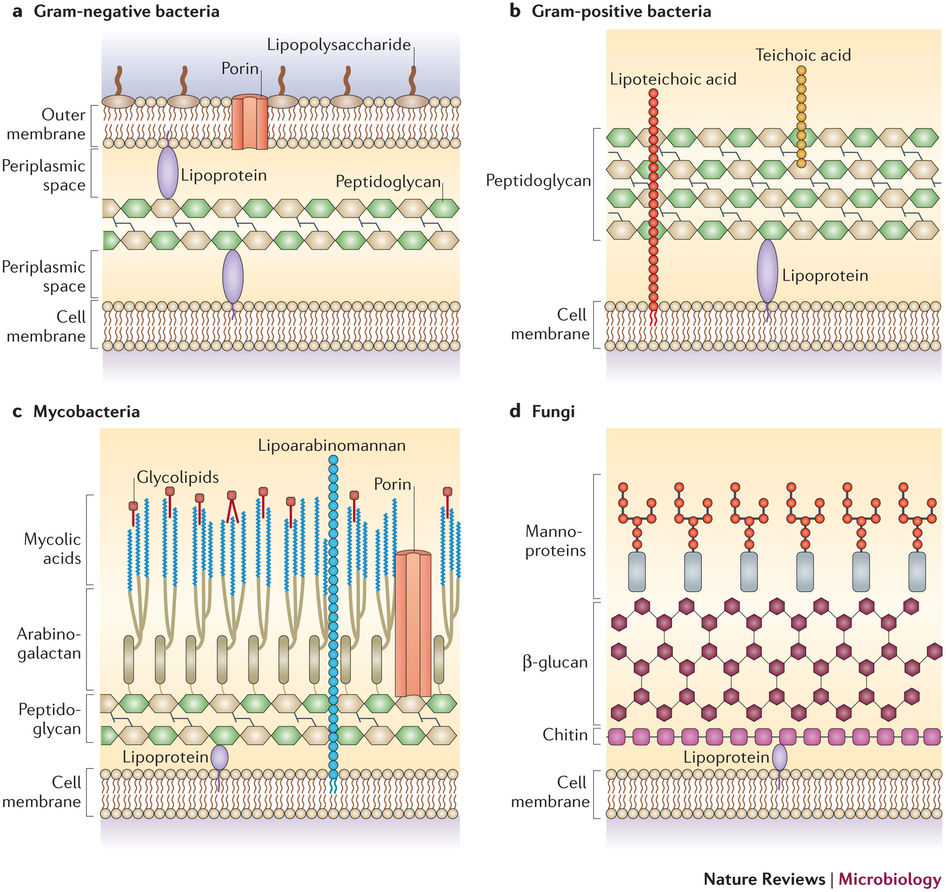 a Gram-negative bacteria
Lipopolysaccharide
Porin
Outer
membrane
Periplasmic
space
Lipoprotein
Peptidoglycan
Periplasmic
space
Cell
membrane
b Gram-positive bacteria
Teichoic acid
Lipoteichoic acid
Peptidoglycan
Lipoprotein
Cell
membrane
c Mycobacteria
Lipoarabinomannan
Glycolipids
Porin
Mycolic
acids
Arabino-
galactan
Peptido-
glycan
Lipoprotein
Cell
membrane
d Fungi
Manno-
proteins
β-glucan
Chitin
Lipoprotein
Cell
membrane
Nature Reviews | Microbiology